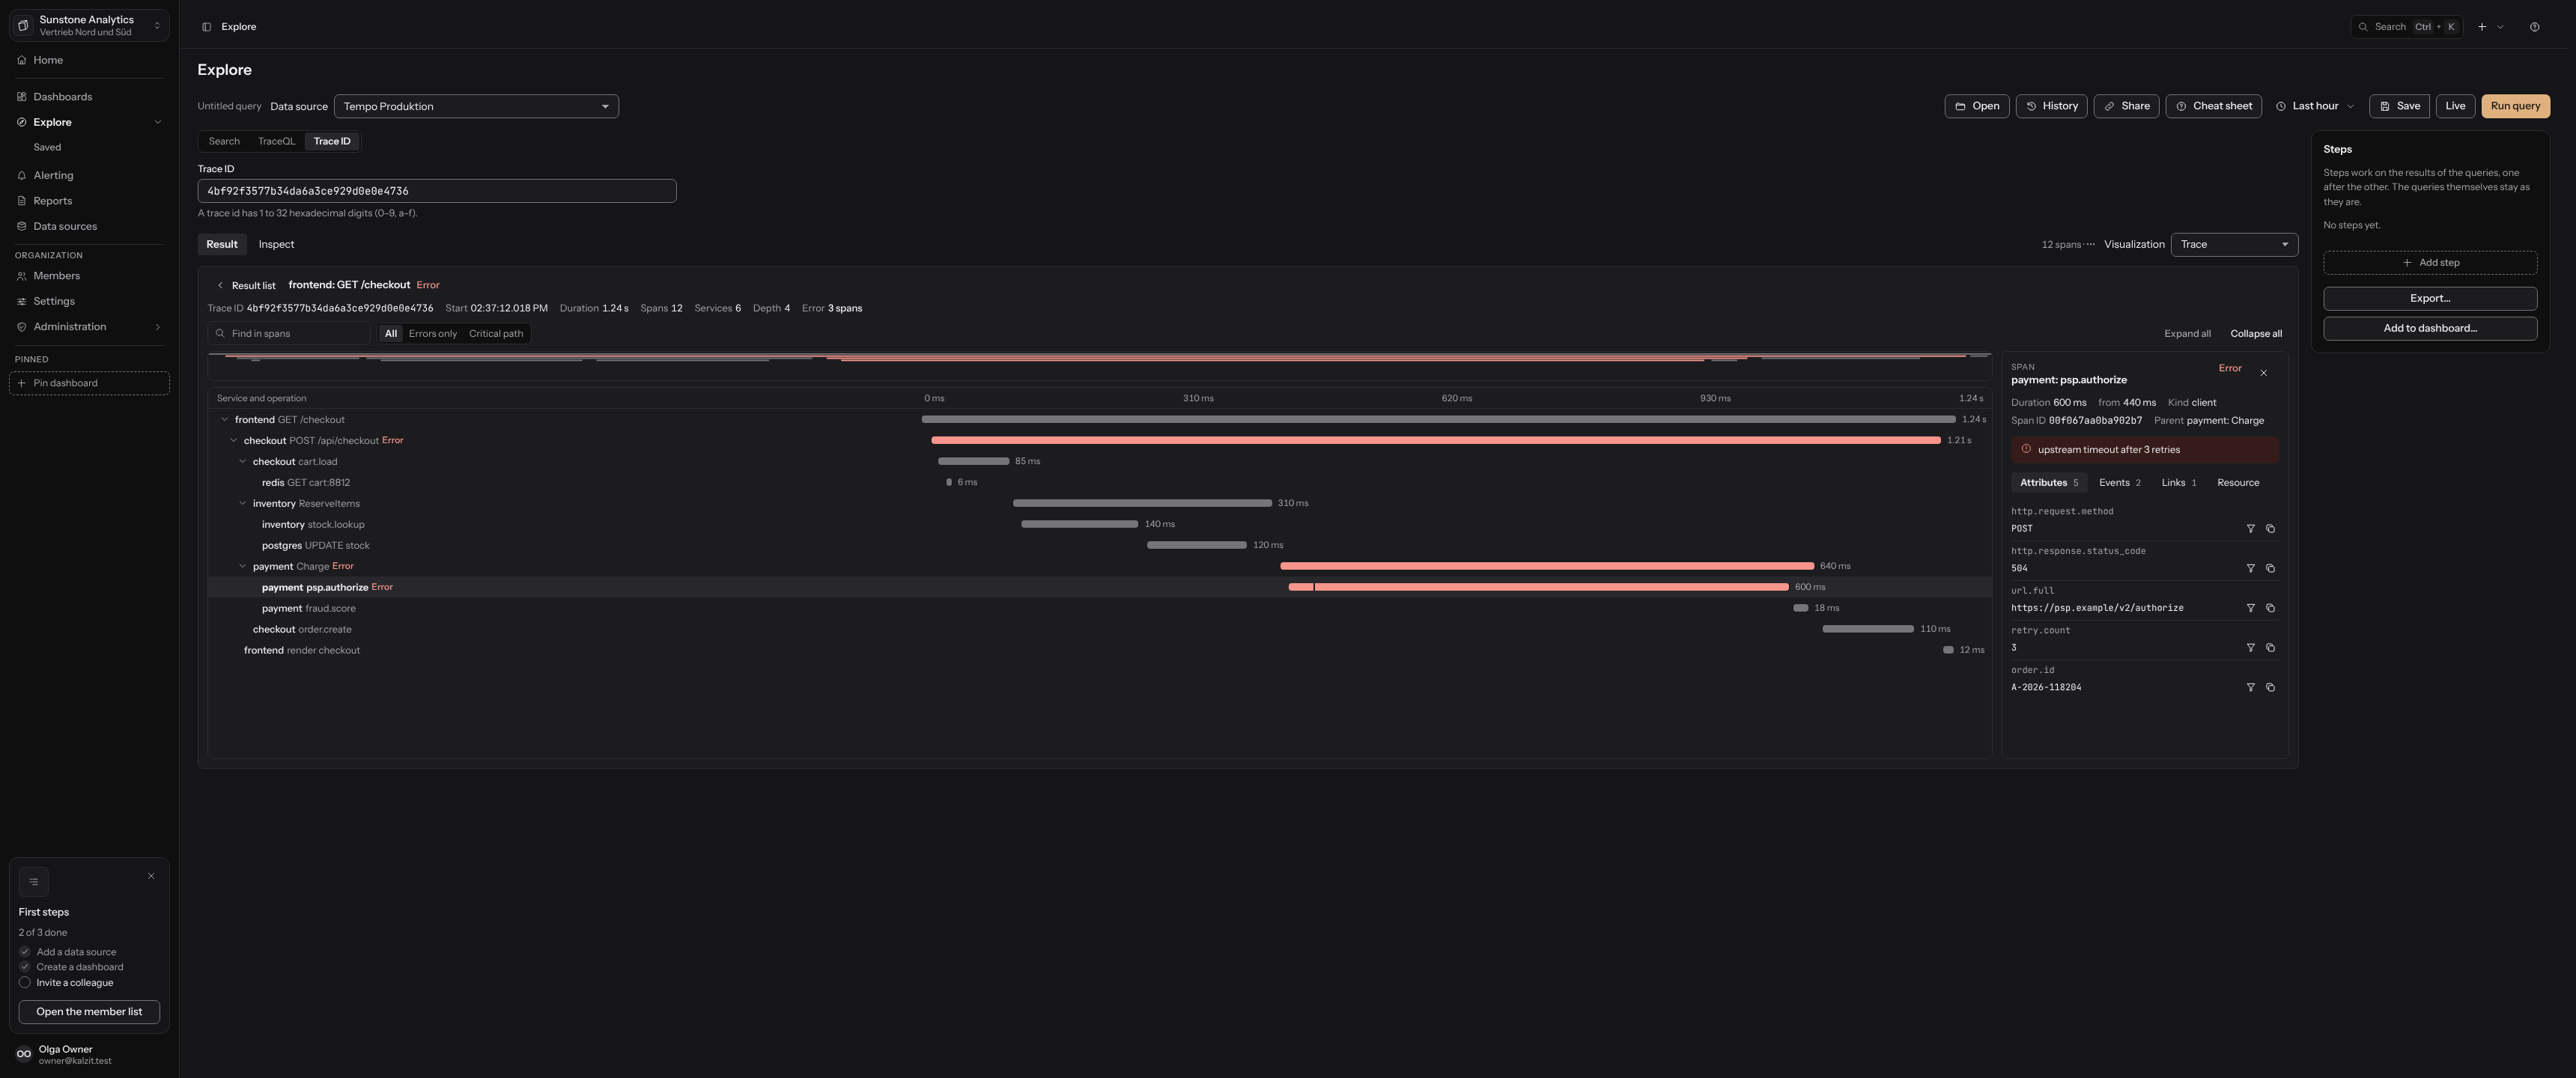 Sunstone Analytics
Vertrieb Nord und Süd
Home
Dashboards
Explore
Saved
Alerting
Reports
Data sources
ORGANIZATION
Members
Settings
Administration
PINNED
Pin dashboard
First steps
2 of 3 done
Add a data source
Create a dashboard
Invite a colleague
Open the member list
OO
Olga Owner
owner@kalzit.test
Explore
Search Ctrl + K
Explore
Untitled query Data source Tempo Produktion
Open History Share Cheat sheet Last hour Save Live Run query
Search TraceQL Trace ID
Trace ID
4bf92f3577b34da6a3ce929d0e0e4736
A trace id has 1 to 32 hexadecimal digits (0–9, a–f).
Result Inspect
12 spans · ··· Visualization Trace
Result list frontend: GET /checkout Error
Trace ID 4bf92f3577b34da6a3ce929d0e0e4736 Start 02:37:12.018 PM Duration 1.24 s Spans 12 Services 6 Depth 4 Error 3 spans
Find in spans All Errors only Critical path
Expand all Collapse all
Service and operation 0 ms 310 ms 620 ms 930 ms 1.24 s
frontend GET /checkout 1.24 s
checkout POST /api/checkout Error 1.21 s
checkout cart.load 85 ms
redis GET cart:8812 6 ms
inventory ReserveItems 310 ms
inventory stock.lookup 140 ms
postgres UPDATE stock 120 ms
payment Charge Error 640 ms
payment psp.authorize Error 600 ms
payment fraud.score 18 ms
checkout order.create 110 ms
frontend render checkout 12 ms
SPAN
payment: psp.authorize
Error
Duration 600 ms from 440 ms Kind client
Span ID 00f067aa0ba902b7 Parent payment: Charge
upstream timeout after 3 retries
Attributes 5 Events 2 Links 1 Resource
http.request.method
POST
http.response.status_code
504
url.full
https://psp.example/v2/authorize
retry.count
3
order.id
A-2026-118204
Steps
Steps work on the results of the queries, one
after the other. The queries themselves stay as
they are.
No steps yet.
Add step
Export…
Add to dashboard…